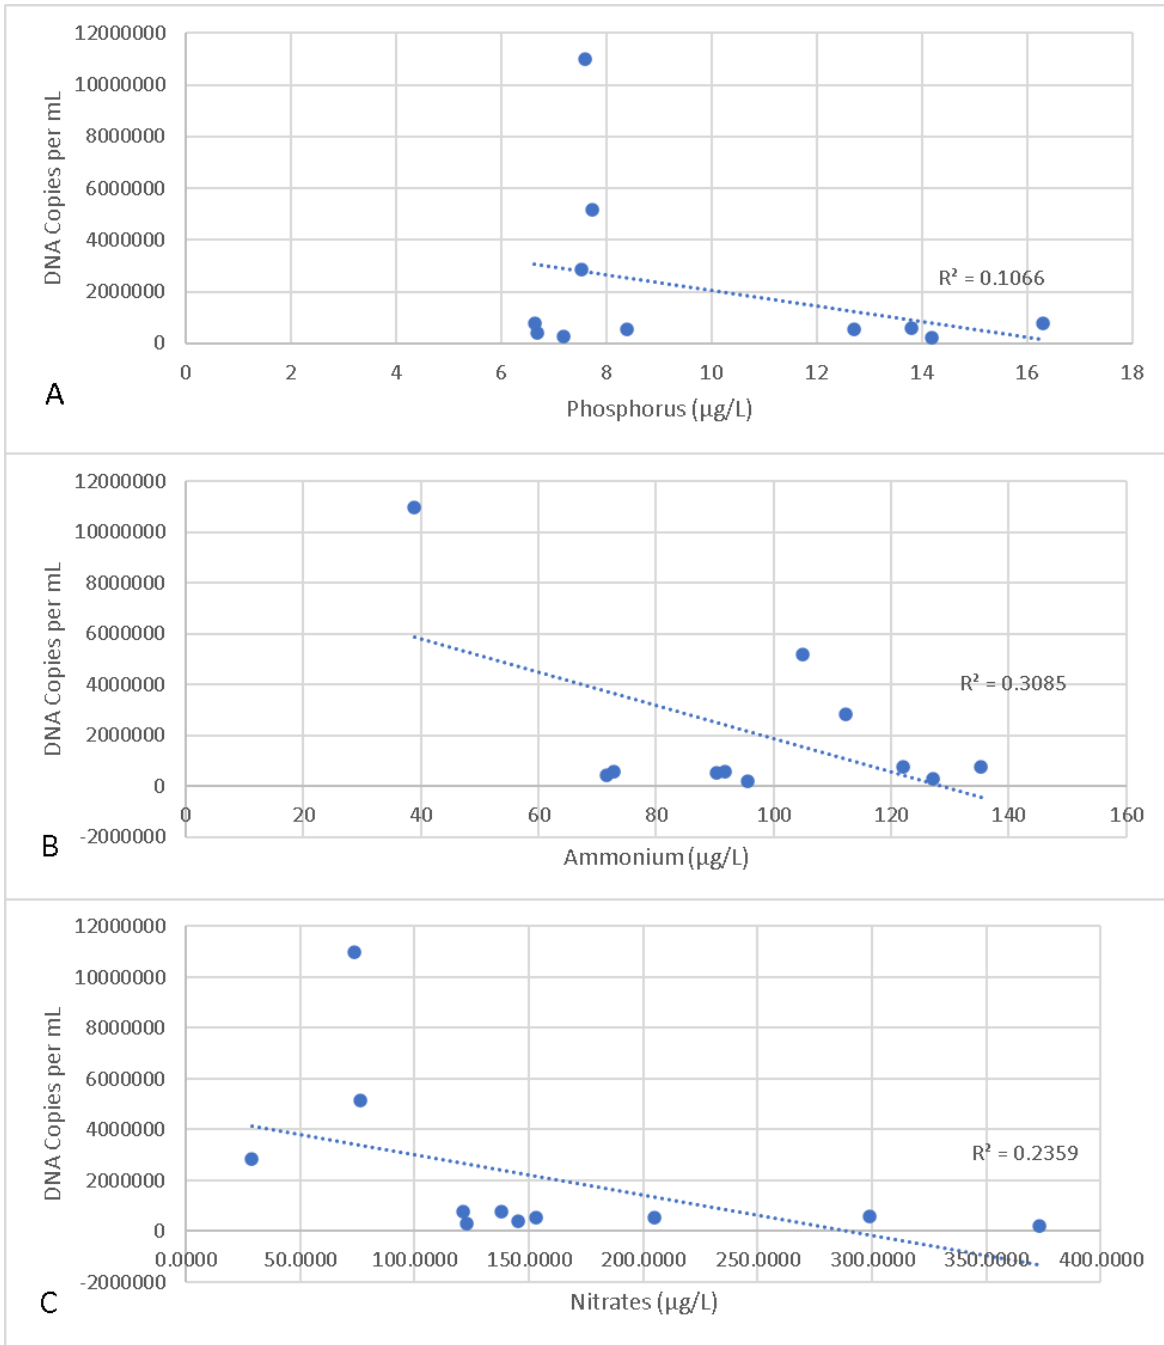 12000000
10000000
8000000
6000000
4000000
2000000
0
DNA Copies per mL
R² = 0.1066
0 2 4 6 8 10 12 14 16 18
A
Phosphorus (µg/L)
12000000
10000000
8000000
6000000
4000000
2000000
0
-2000000
DNA Copies per mL
R² = 0.3085
0 20 40 60 80 100 120 140 160
B
Ammonium (µg/L)
12000000
10000000
8000000
6000000
4000000
2000000
0
-2000000
DNA Copies per mL
R² = 0.2359
0.0000 50.0000 100.0000 150.0000 200.0000 250.0000 300.0000 350.0000 400.0000
C
Nitrates (µg/L)